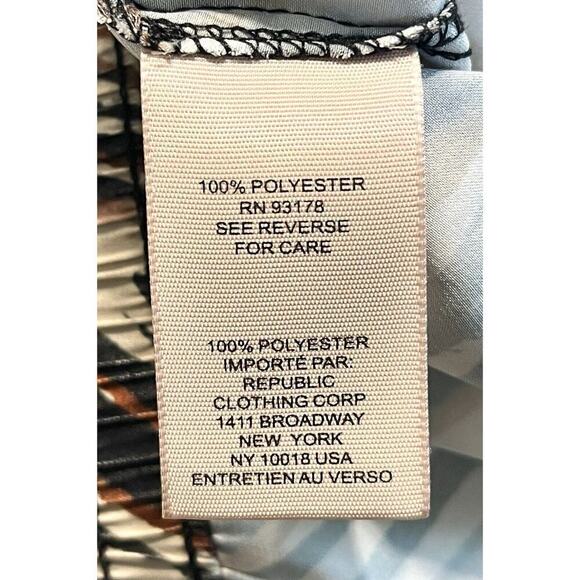 100% POLYESTER
RN 93178
SEE REVERSE
FOR CARE
100% POLYESTER
IMPORTÉ PAR:
REPUBLIC
CLOTHING CORP
1411 BROADWAY
NEW YORK
NY 10018 USA
ENTRETIEN AU VERSO